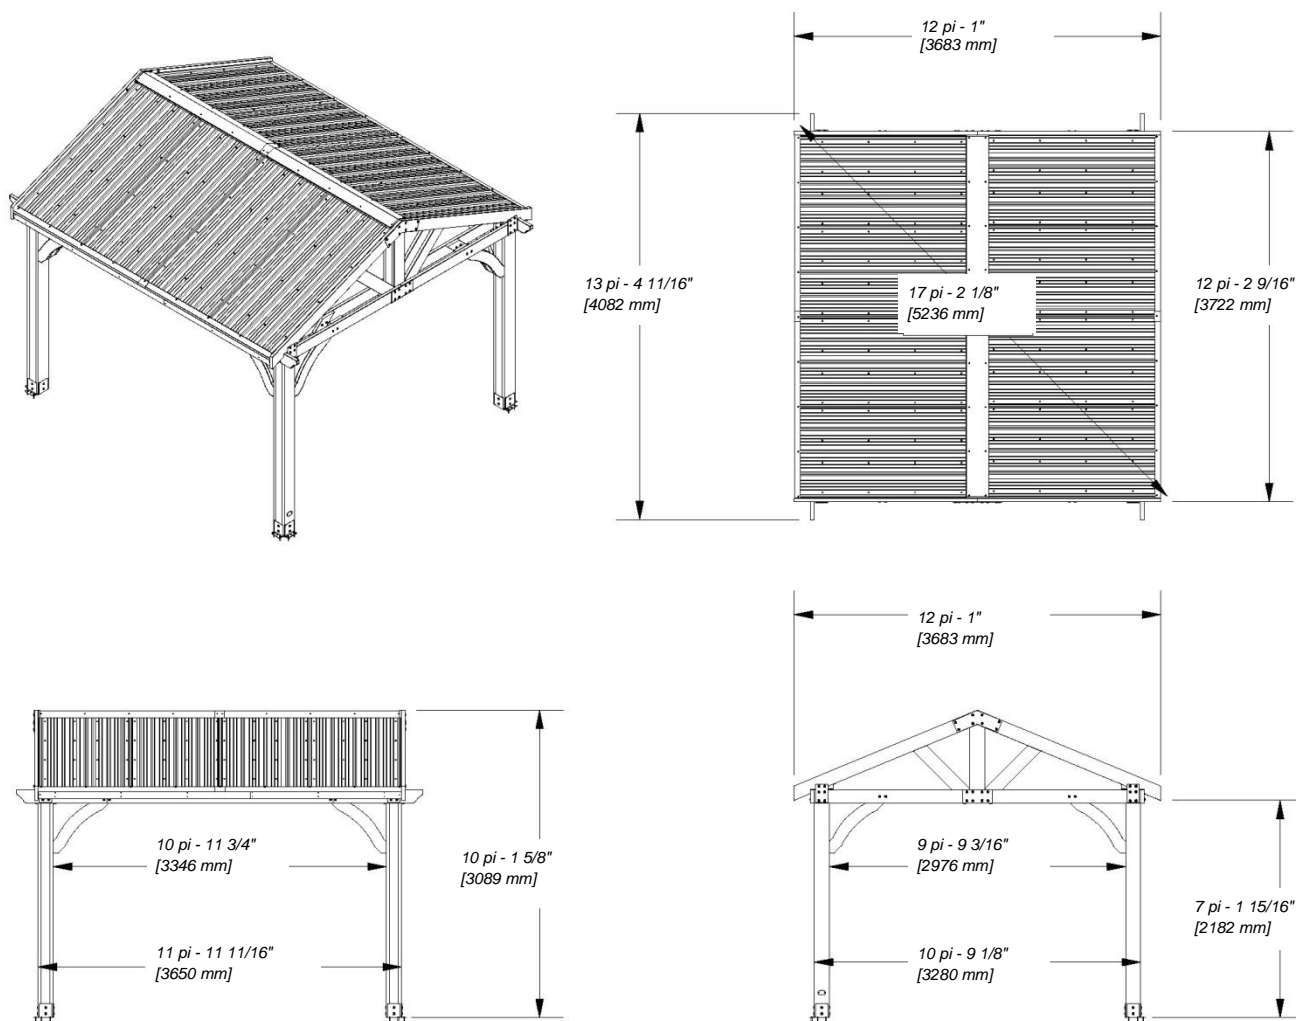 12 pi - 1"
[3683 mm]
13 pi - 4 11/16"
[4082 mm]
17 pi - 2 1/8"
[5236 mm]
12 pi - 2 9/16"
[3722 mm]
12 pi - 1"
[3683 mm]
10 pi - 11 3/4"
[3346 mm]
10 pi - 1 5/8"
[3089 mm]
11 pi - 11 11/16"
[3650 mm]
9 pi - 9 3/16"
[2976 mm]
7 pi - 1 15/16"
[2182 mm]
10 pi - 9 1/8"
[3280 mm]